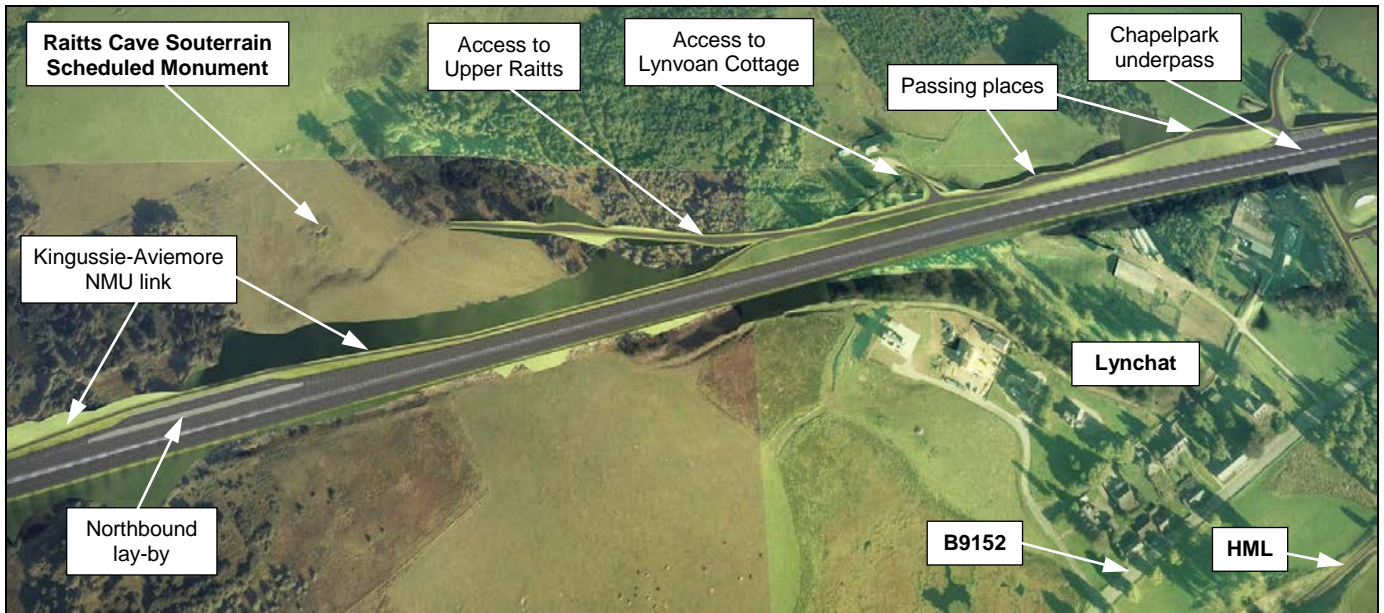 Raitts Cave Souterrain
Scheduled Monument
Access to
Upper Raitts
Access to
Lynvoan Cottage
Passing places
Chapelpark
underpass
Kingussie-Aviemore
NMU link
Lynchat
Northbound
lay-by
B9152
HML